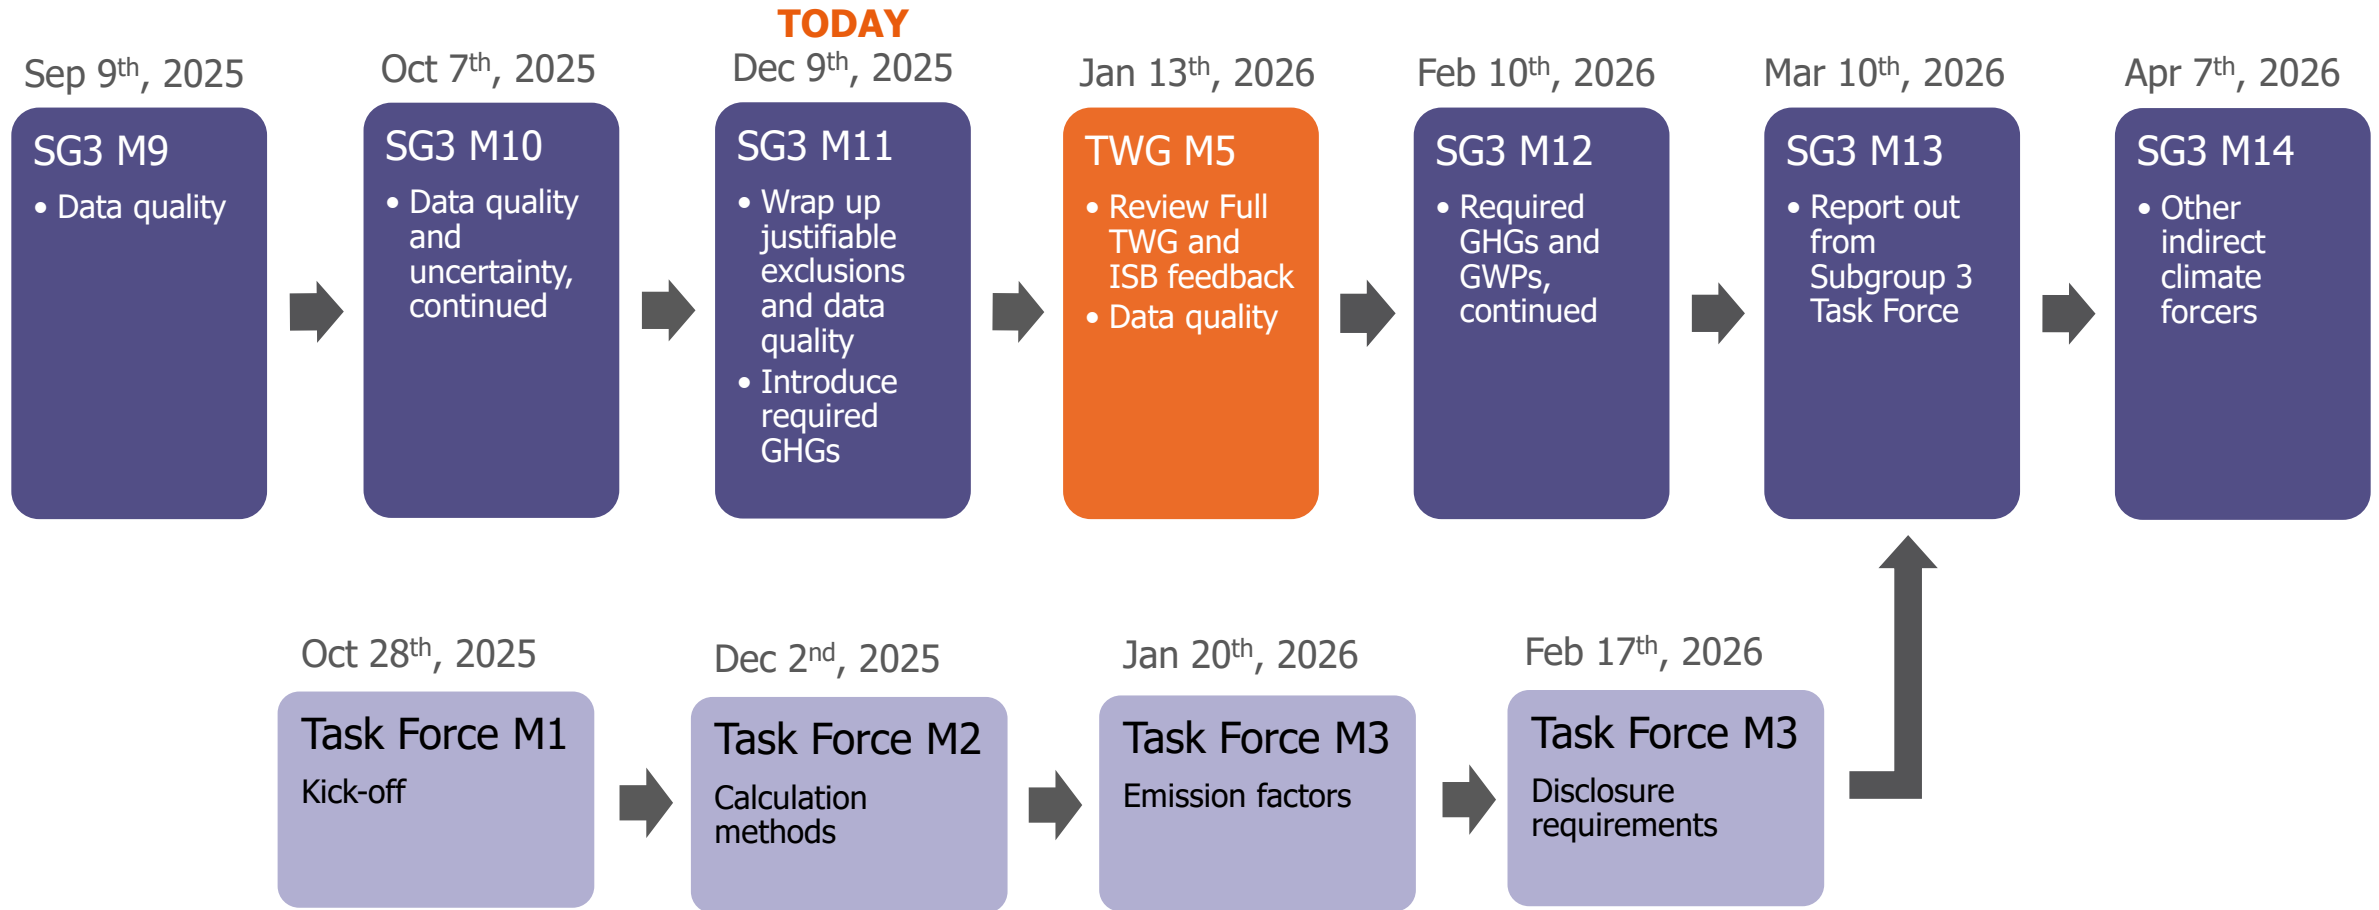 TODAY
Sep 9th, 2025
SG3 M9
• Data quality
Oct 7th, 2025
SG3 M10
• Data quality
and
uncertainty,
continued
Dec 9th, 2025
SG3 M11
• Wrap up
justifiable
exclusions
and data
quality
• Introduce
required
GHGs
Jan 13th, 2026
TWG M5
• Review Full
TWG and
ISB feedback
• Data quality
Feb 10th, 2026
SG3 M12
• Required
GHGs and
GWPs,
continued
Mar 10th, 2026
SG3 M13
• Report out
from
Subgroup 3
Task Force
Apr 7th, 2026
SG3 M14
• Other
indirect
climate
forcers
Oct 28th, 2025
Task Force M1
Kick-off
Dec 2nd, 2025
Task Force M2
Calculation
methods
Jan 20th, 2026
Task Force M3
Emission factors
Feb 17th, 2026
Task Force M3
Disclosure
requirements